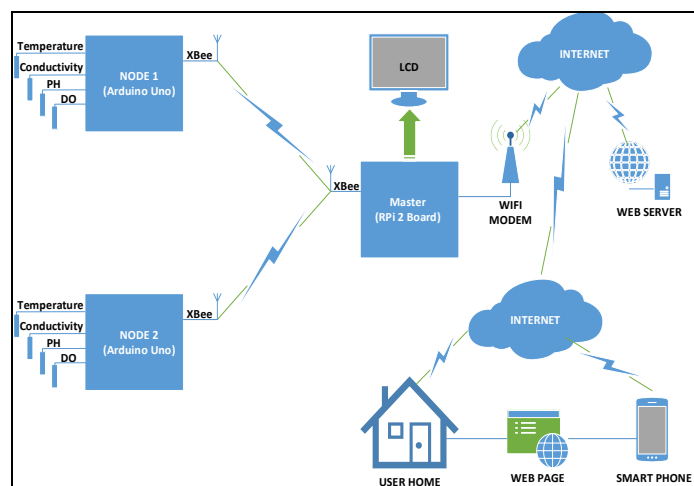 Temperature
Conductivity
PH
DO
NODE 1
(Arduino Uno)
XBee
LCD
INTERNET
XBee
Master
(RPi 2 Board)
WIFI
MODEM
WEB SERVER
Temperature
Conductivity
PH
DO
NODE 2
(Arduino Uno)
XBee
INTERNET
USER HOME
WEB PAGE
SMART PHONE